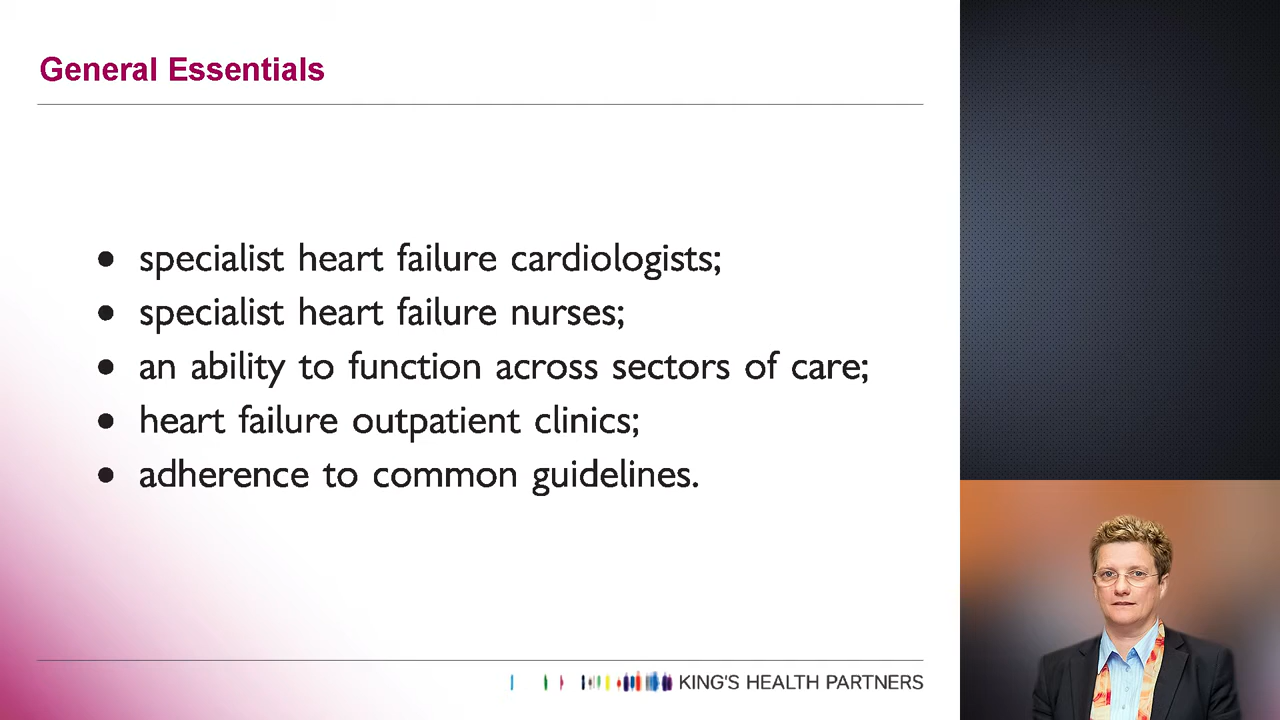 General Essentials
● specialist heart failure cardiologists;
● specialist heart failure nurses;
● an ability to function across sectors of care;
● heart failure outpatient clinics;
● adherence to common guidelines.
KING'S HEALTH PARTNERS